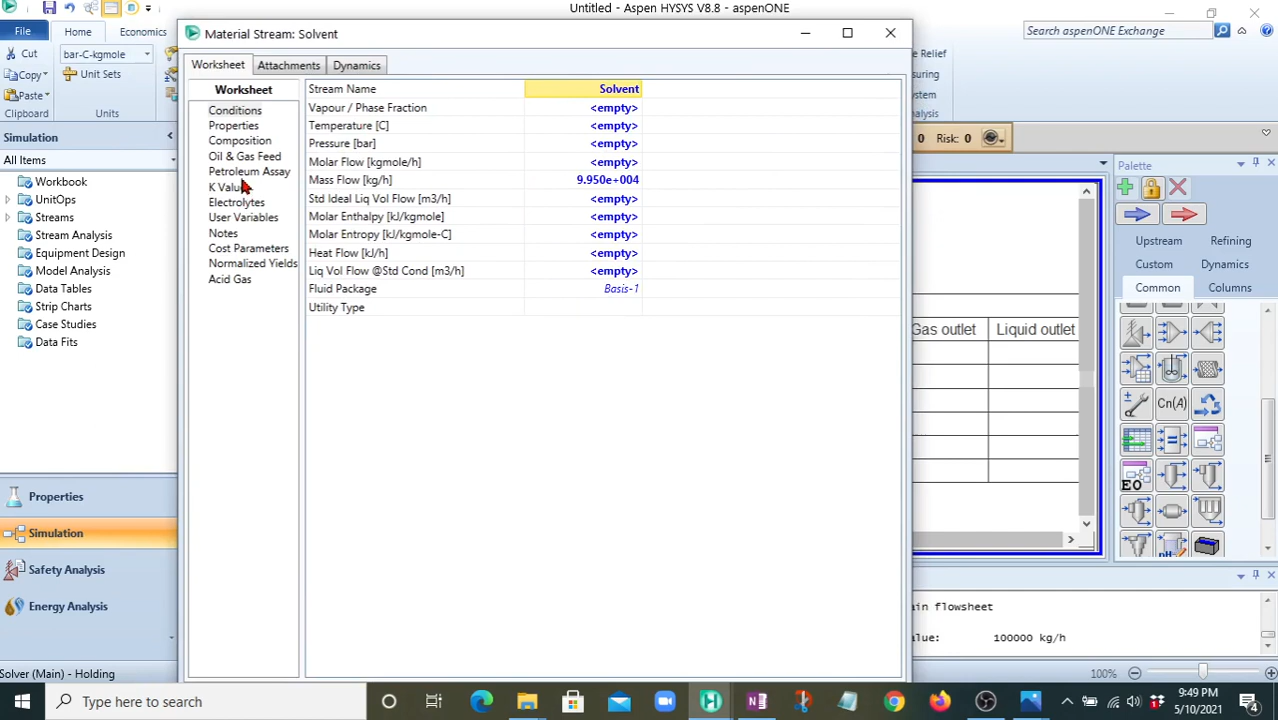 Untitled - Aspen HYSYS V8.8 - aspenONE
File
Home
Economics
Search aspenONE Exchange
Cut
bar-C-kgmole
Copy
Unit Sets
Paste
Clipboard
Units
Simulation
All Items
Workbook
UnitOps
Streams
Stream Analysis
Equipment Design
Model Analysis
Data Tables
Strip Charts
Case Studies
Data Fits
Properties
Simulation
Safety Analysis
Energy Analysis
Solver (Main) - Holding
Material Stream: Solvent
Worksheet
Attachments
Dynamics
Worksheet
Conditions
Properties
Composition
Oil & Gas Feed
Petroleum Assay
K Value
Electrolytes
User Variables
Notes
Cost Parameters
Normalized Yields
Acid Gas
Stream Name Solvent
Vapour / Phase Fraction <empty>
Temperature [C] <empty>
Pressure [bar] <empty>
Molar Flow [kgmole/h] <empty>
Mass Flow [kg/h] 9.950e+004
Std Ideal Liq Vol Flow [m3/h] <empty>
Molar Enthalpy [kJ/kgmole] <empty>
Molar Entropy [kJ/kgmole-C] <empty>
Heat Flow [kJ/h] <empty>
Liq Vol Flow @Std Cond [m3/h] <empty>
Fluid Package Basis-1
Utility Type
Relief
0 Risk: 0
Gas outlet Liquid outlet
Palette
Upstream
Refining
Custom
Dynamics
Common
Columns
Cn(A)
EO
pH
ain flowsheet
alue: 100000 kg/h
100%
Type here to search
9:49 PM
5/10/2021
4